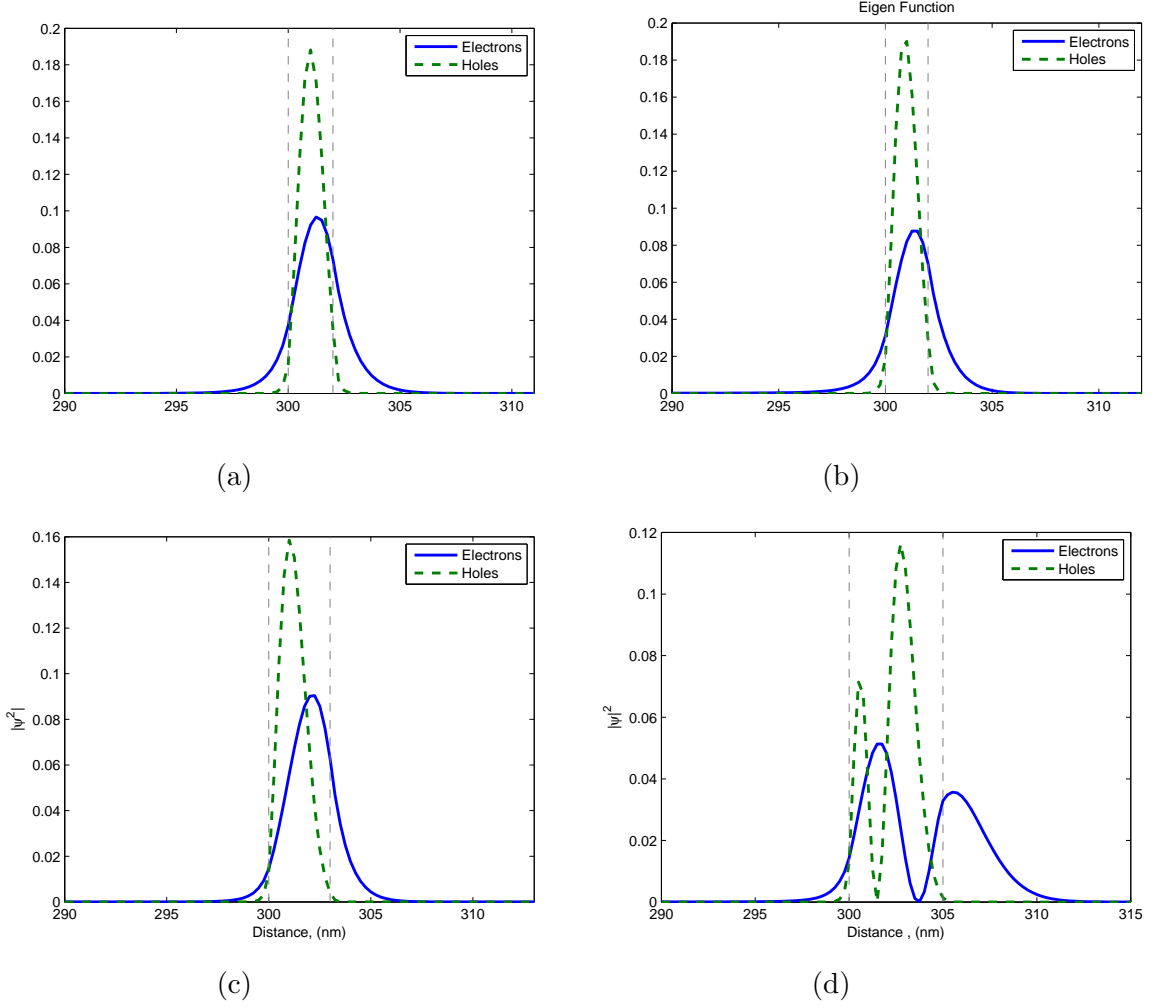 Eigen Function
0.2
0.18
0.16
0.14
0.12
0.1
0.08
0.06
0.04
0.02
0
290 295 300 305 310
Electrons
Holes
(a)
0.2
0.18
0.16
0.14
0.12
0.1
0.08
0.06
0.04
0.02
0
290 295 300 305 310
Electrons
Holes
(b)
0.16
0.14
0.12
0.1
0.08
0.06
0.04
0.02
0
|ψ²|
290 295 300 305 310
Distance, (nm)
Electrons
Holes
(c)
0.12
0.1
0.08
0.06
0.04
0.02
0
|ψ|²
290 295 300 305 310 315
Distance , (nm)
Electrons
Holes
(d)